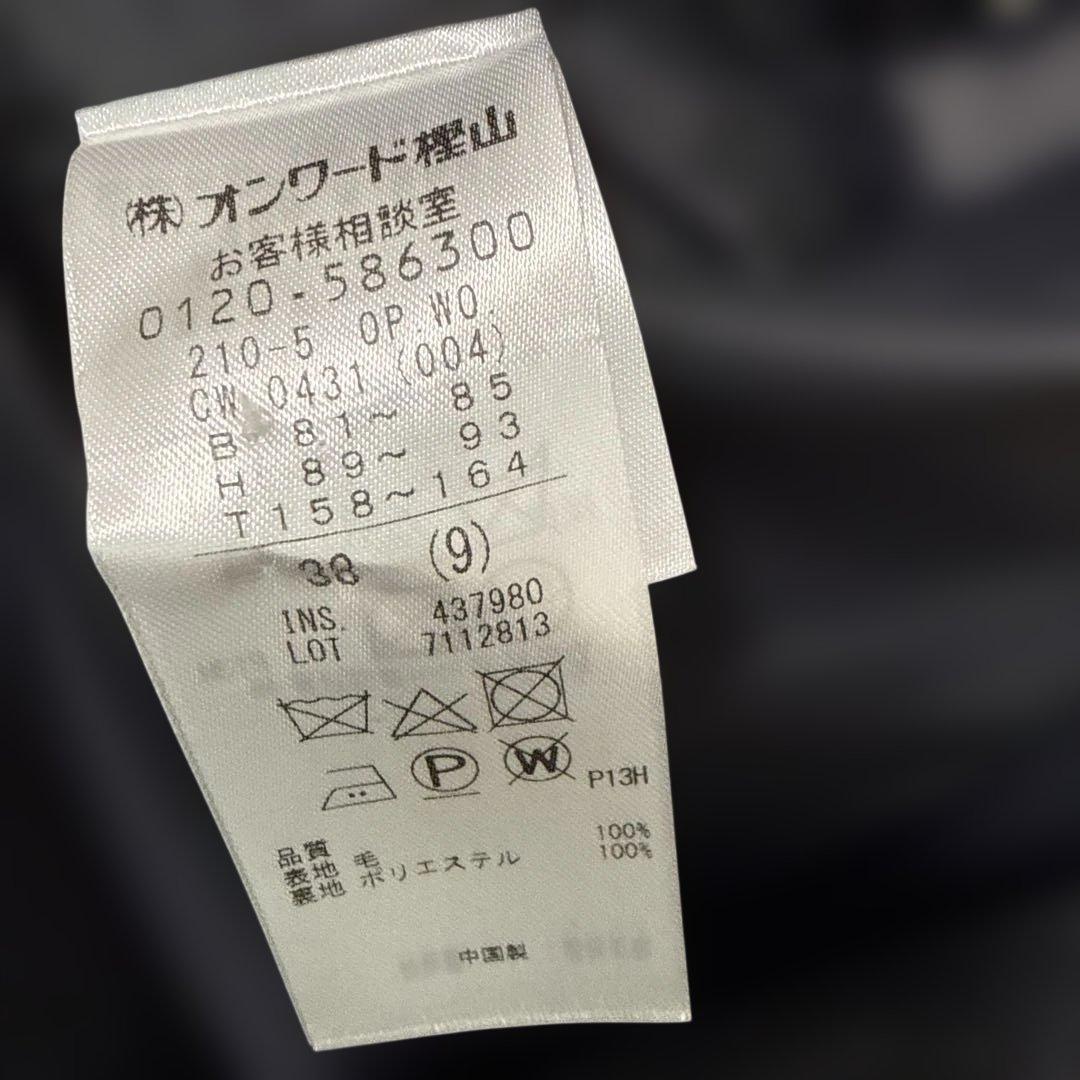 (株)オンワード樫山
お客様相談室
0120-586300
210-5 OP.WO.
CW 0431 (004)
B 81～ 85
H 89～ 93
T158～164
38 (9)
INS. 437980
LOT 7112813
P W P13H
品質
表地 毛 100%
裏地 ポリエステル 100%
中国製